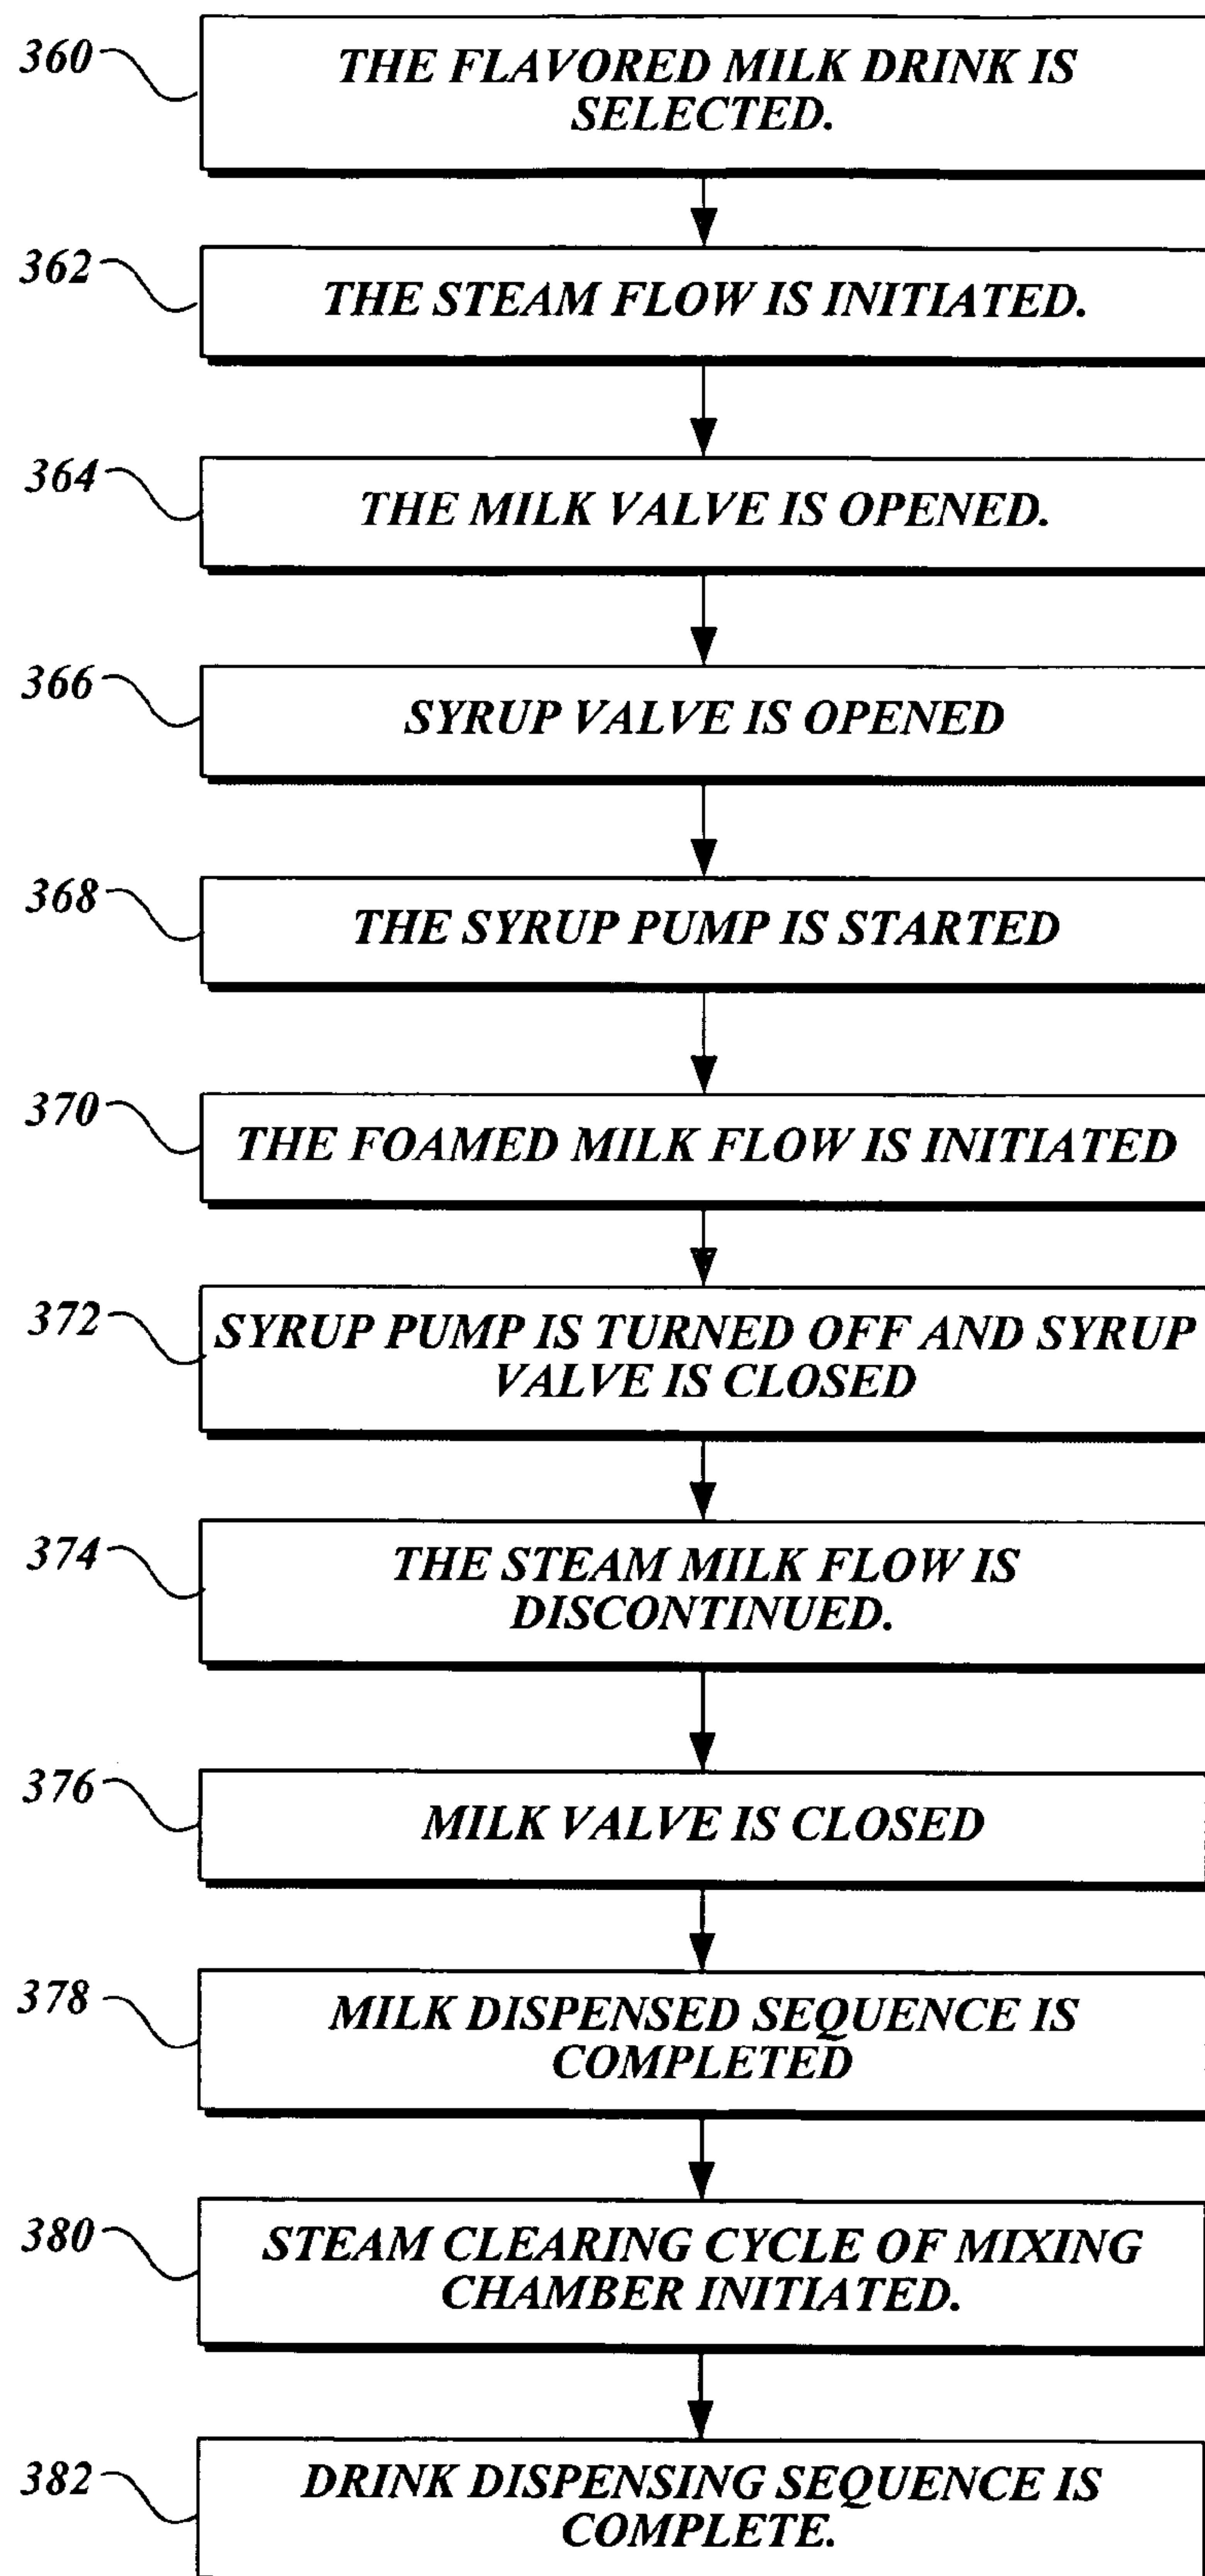 360
THE FLAVORED MILK DRINK IS
SELECTED.
362
THE STEAM FLOW IS INITIATED.
364
THE MILK VALVE IS OPENED.
366
SYRUP VALVE IS OPENED
368
THE SYRUP PUMP IS STARTED
370
THE FOAMED MILK FLOW IS INITIATED
372
SYRUP PUMP IS TURNED OFF AND SYRUP
VALVE IS CLOSED
374
THE STEAM MILK FLOW IS
DISCONTINUED.
376
MILK VALVE IS CLOSED
378
MILK DISPENSED SEQUENCE IS
COMPLETED
380
STEAM CLEARING CYCLE OF MIXING
CHAMBER INITIATED.
382
DRINK DISPENSING SEQUENCE IS
COMPLETE.